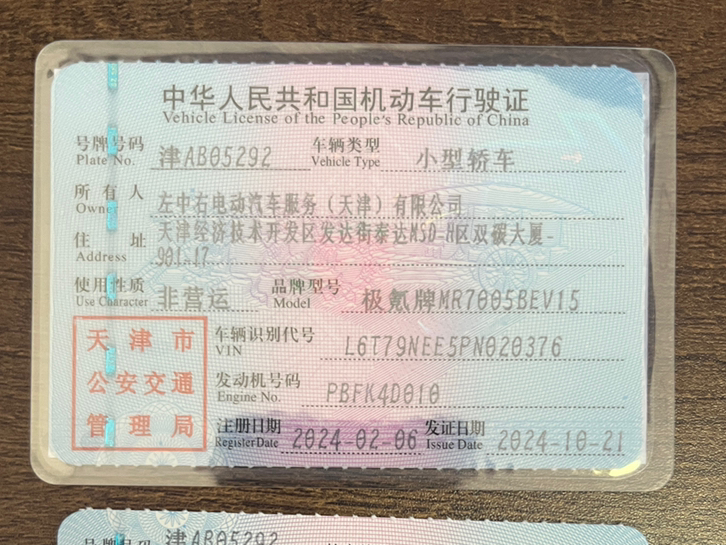 中华人民共和国机动车行驶证
Vehicle License of the People's Republic of China
号牌号码 津AB05292 车辆类型 小型轿车
Plate No. Vehicle Type
所有人 左中右电动汽车服务（天津）有限公司
Owner
住址 天津经济技术开发区发达街泰达MSD-H区双碳大厦-
Address 901-17
使用性质 非营运 品牌型号 极氪牌MR7005BEV15
Use Character Model
天津市
公安交通
管理局
车辆识别代号 L6T79NEE5PN020376
VIN
发动机号码 PBFK4D010
Engine No.
注册日期 2024-02-06 发证日期 2024-10-21
Register Date Issue Date
号牌号码 津AB05292